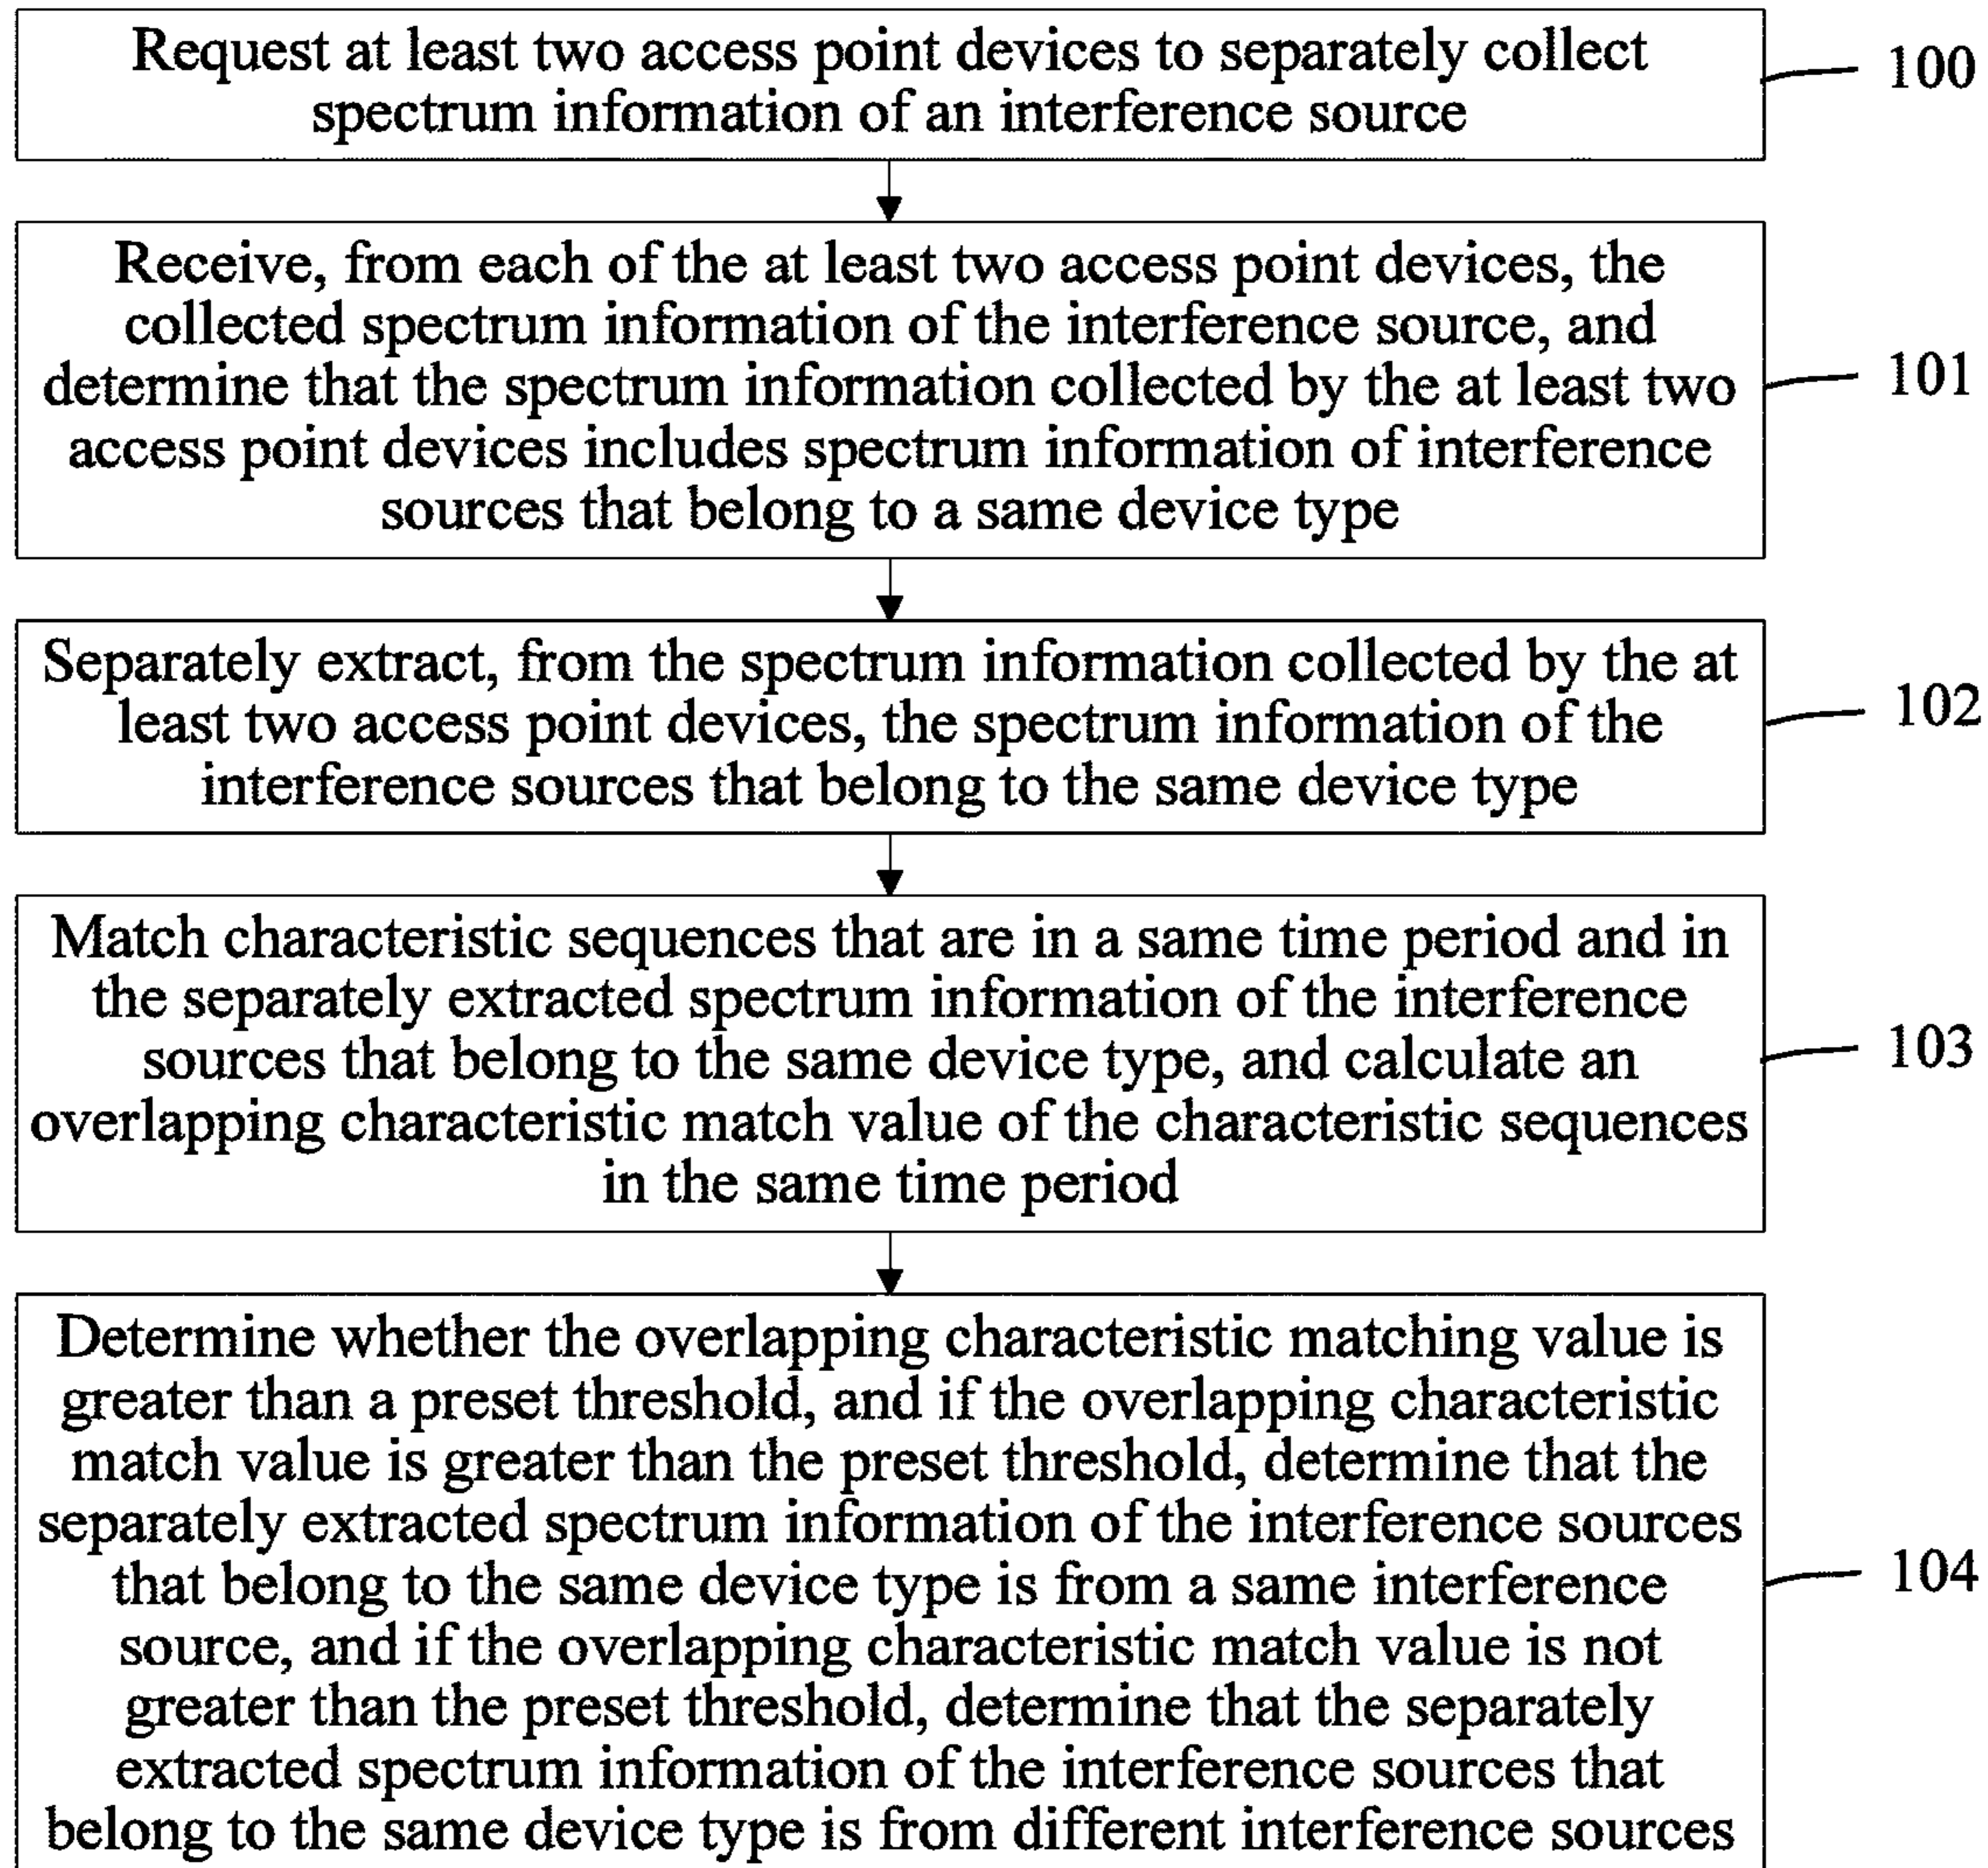 Request at least two access point devices to separately collect
spectrum information of an interference source
100
Receive, from each of the at least two access point devices, the
collected spectrum information of the interference source, and
determine that the spectrum information collected by the at least two
access point devices includes spectrum information of interference
sources that belong to a same device type
101
Separately extract, from the spectrum information collected by the at
least two access point devices, the spectrum information of the
interference sources that belong to the same device type
102
Match characteristic sequences that are in a same time period and in
the separately extracted spectrum information of the interference
sources that belong to the same device type, and calculate an
overlapping characteristic match value of the characteristic sequences
in the same time period
103
Determine whether the overlapping characteristic matching value is
greater than a preset threshold, and if the overlapping characteristic
match value is greater than the preset threshold, determine that the
separately extracted spectrum information of the interference sources
that belong to the same device type is from a same interference
source, and if the overlapping characteristic match value is not
greater than the preset threshold, determine that the separately
extracted spectrum information of the interference sources that
belong to the same device type is from different interference sources
104